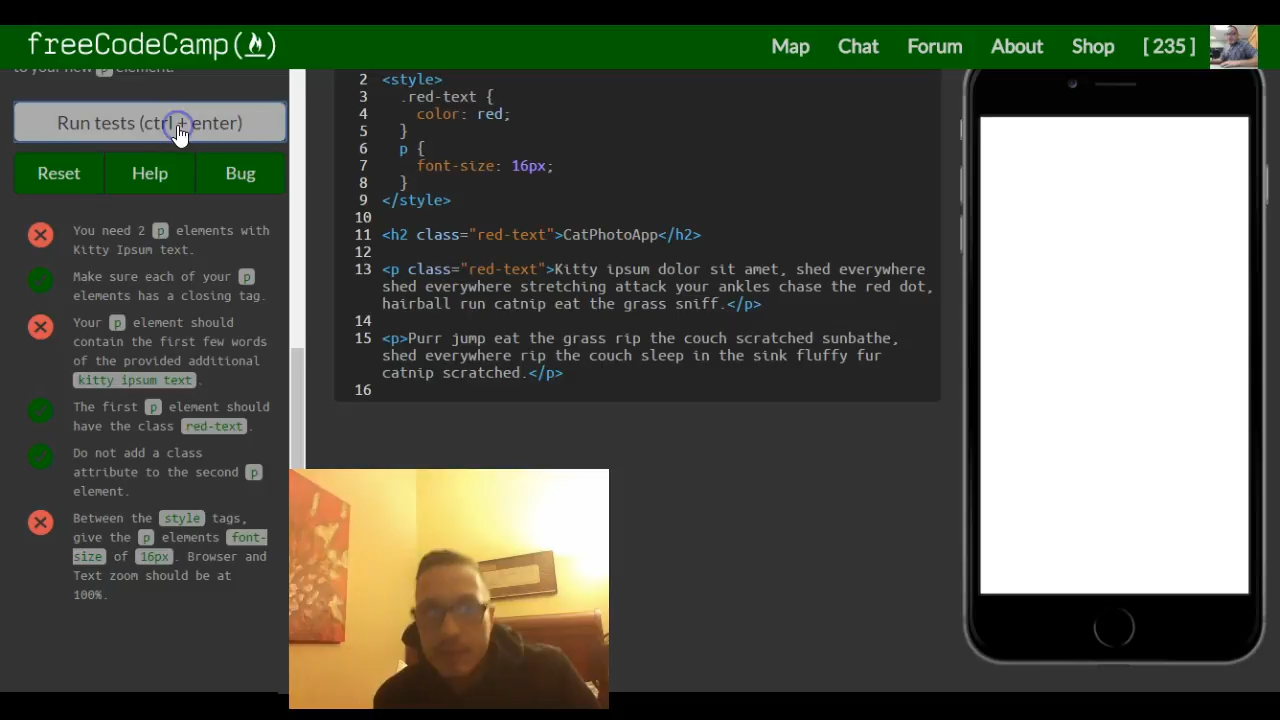 freeCodeCamp(🔥)
Map Chat Forum About Shop [ 235 ]
to your new p element.
Run tests (ctrl + enter)
Reset Help Bug
You need 2 p elements with
Kitty Ipsum text.
Make sure each of your p
elements has a closing tag.
Your p element should
contain the first few words
of the provided additional
kitty ipsum text.
The first p element should
have the class red-text.
Do not add a class
attribute to the second p
element.
Between the style tags,
give the p elements font-
size of 16px. Browser and
Text zoom should be at
100%.
2 <style>
3 .red-text {
4 color: red;
5 }
6 p {
7 font-size: 16px;
8 }
9 </style>
10
11 <h2 class="red-text">CatPhotoApp</h2>
12
13 <p class="red-text">Kitty ipsum dolor sit amet, shed everywhere
shed everywhere stretching attack your ankles chase the red dot,
hairball run catnip eat the grass sniff.</p>
14
15 <p>Purr jump eat the grass rip the couch scratched sunbathe,
shed everywhere rip the couch sleep in the sink fluffy fur
catnip scratched.</p>
16